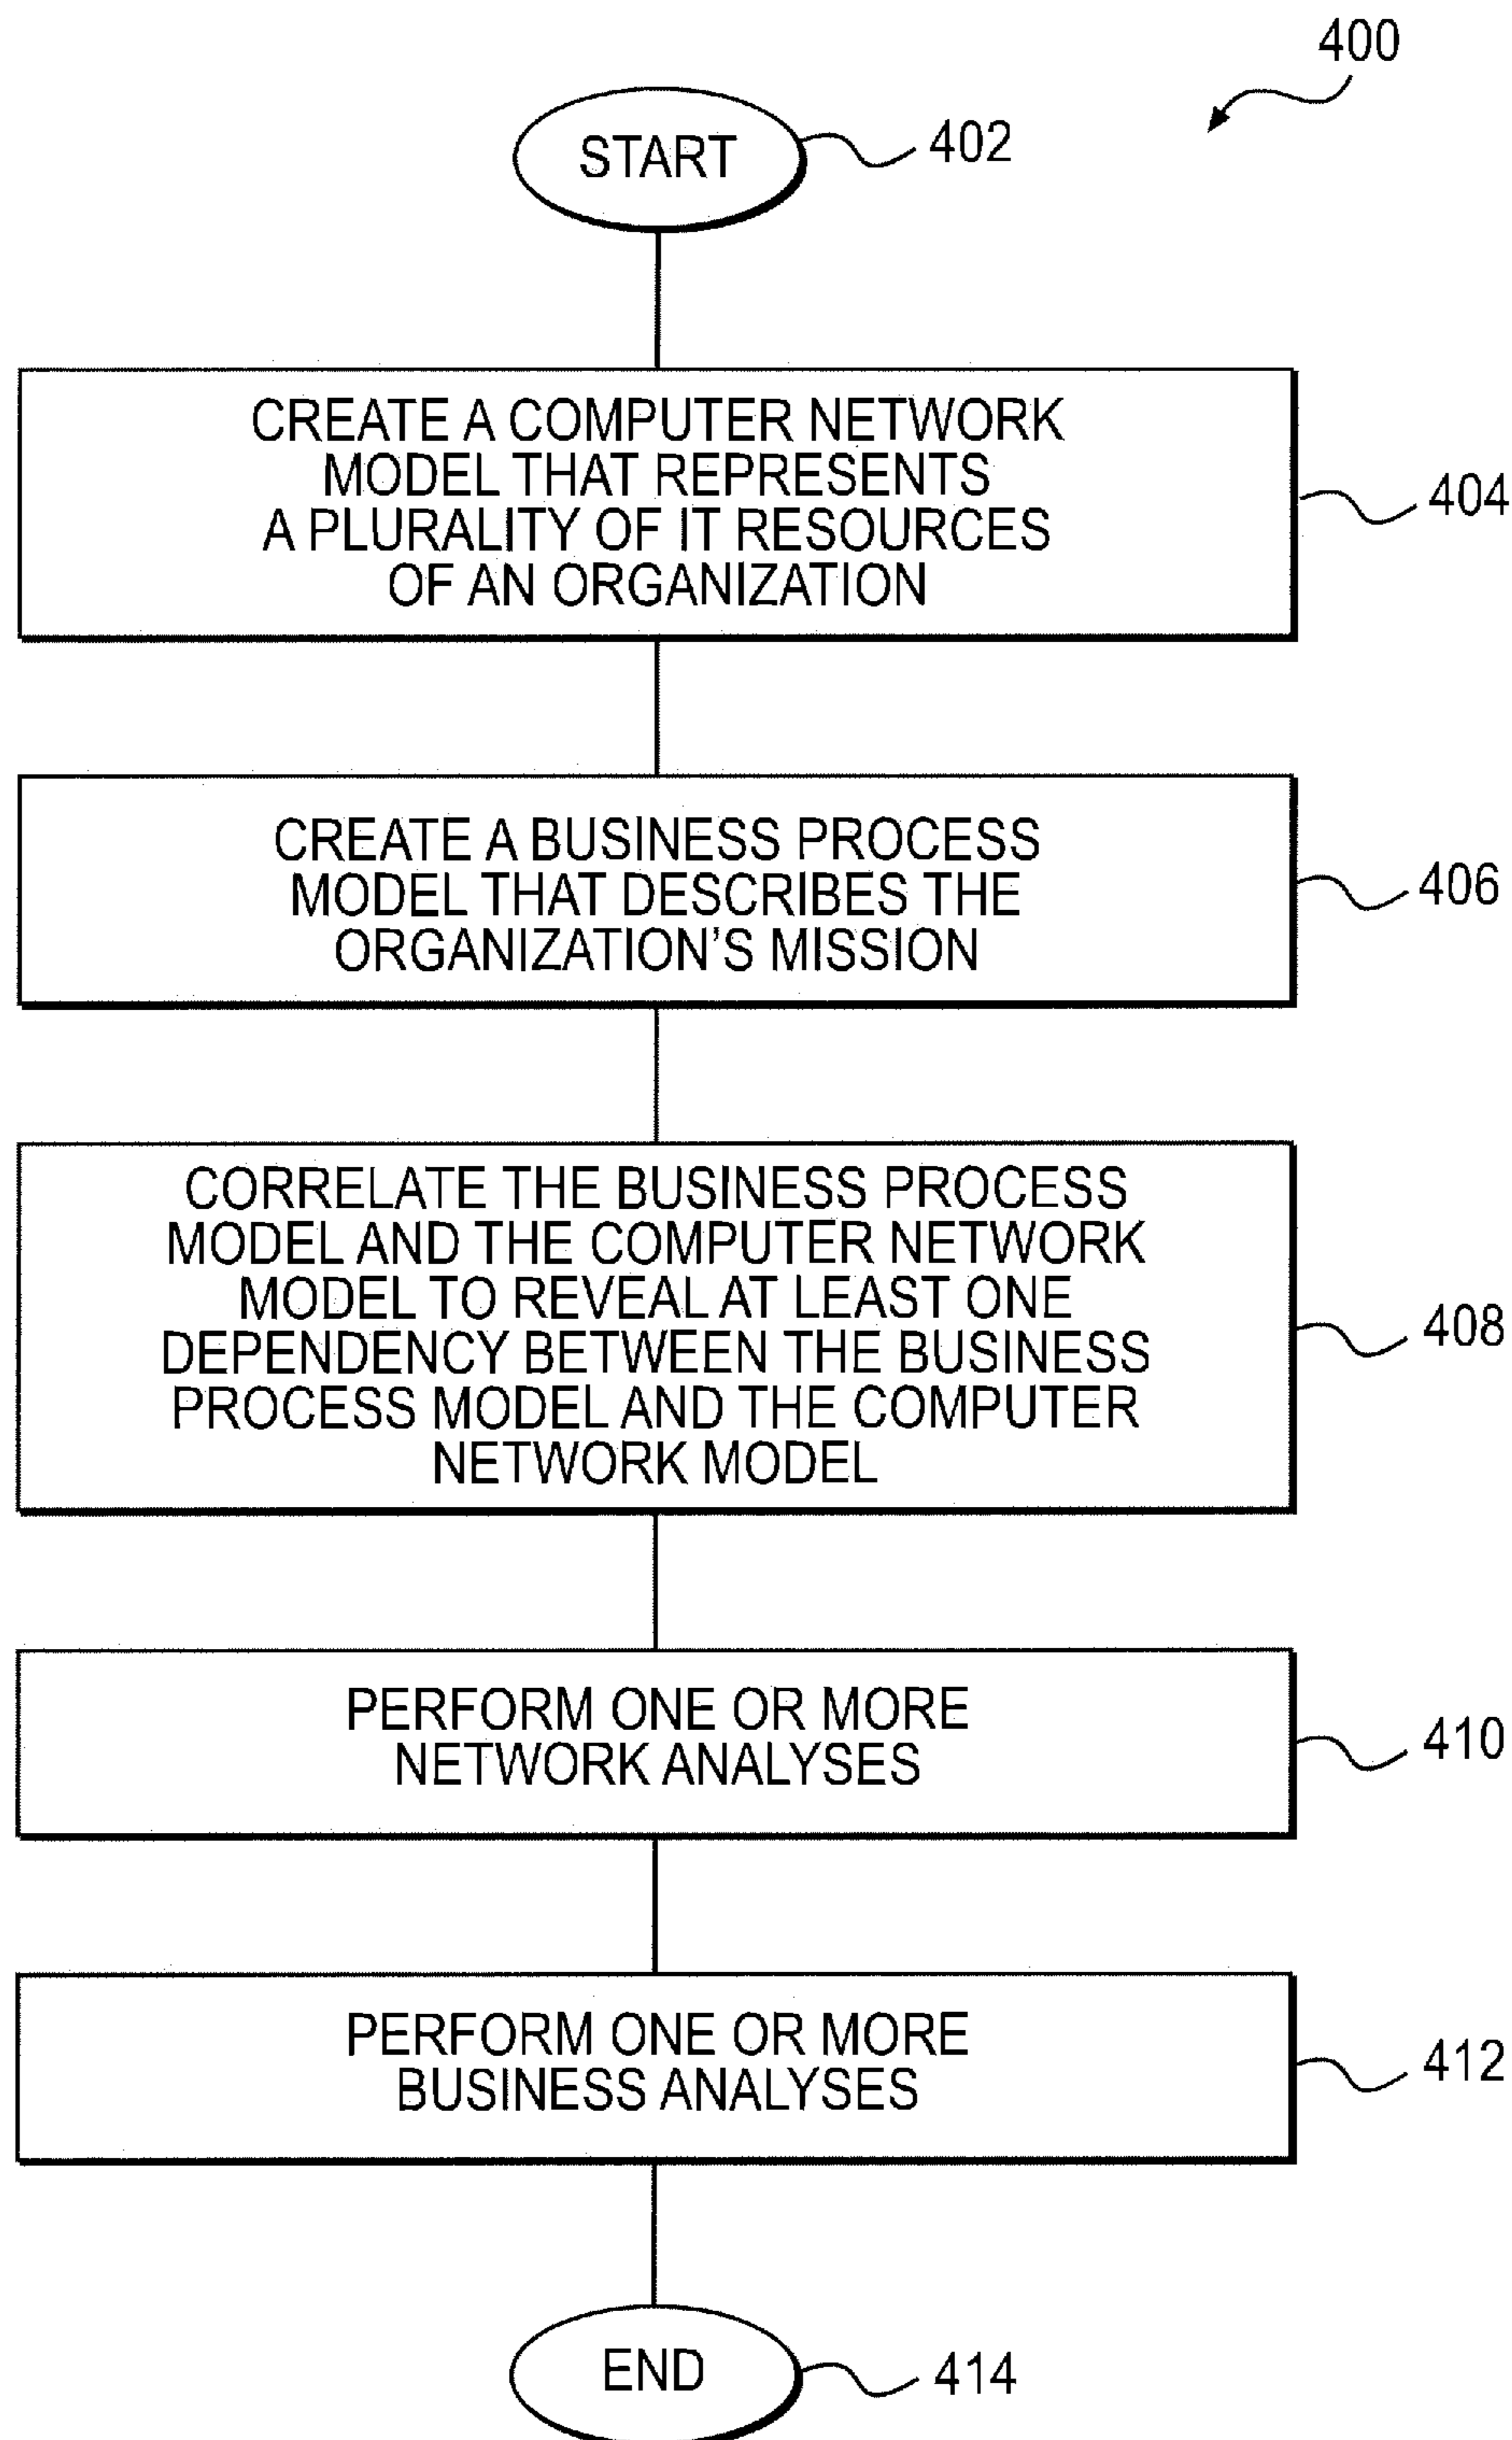 400
START
402
CREATE A COMPUTER NETWORK
MODEL THAT REPRESENTS
A PLURALITY OF IT RESOURCES
OF AN ORGANIZATION
404
CREATE A BUSINESS PROCESS
MODEL THAT DESCRIBES THE
ORGANIZATION'S MISSION
406
CORRELATE THE BUSINESS PROCESS
MODEL AND THE COMPUTER NETWORK
MODEL TO REVEAL AT LEAST ONE
DEPENDENCY BETWEEN THE BUSINESS
PROCESS MODEL AND THE COMPUTER
NETWORK MODEL
408
PERFORM ONE OR MORE
NETWORK ANALYSES
410
PERFORM ONE OR MORE
BUSINESS ANALYSES
412
END
414